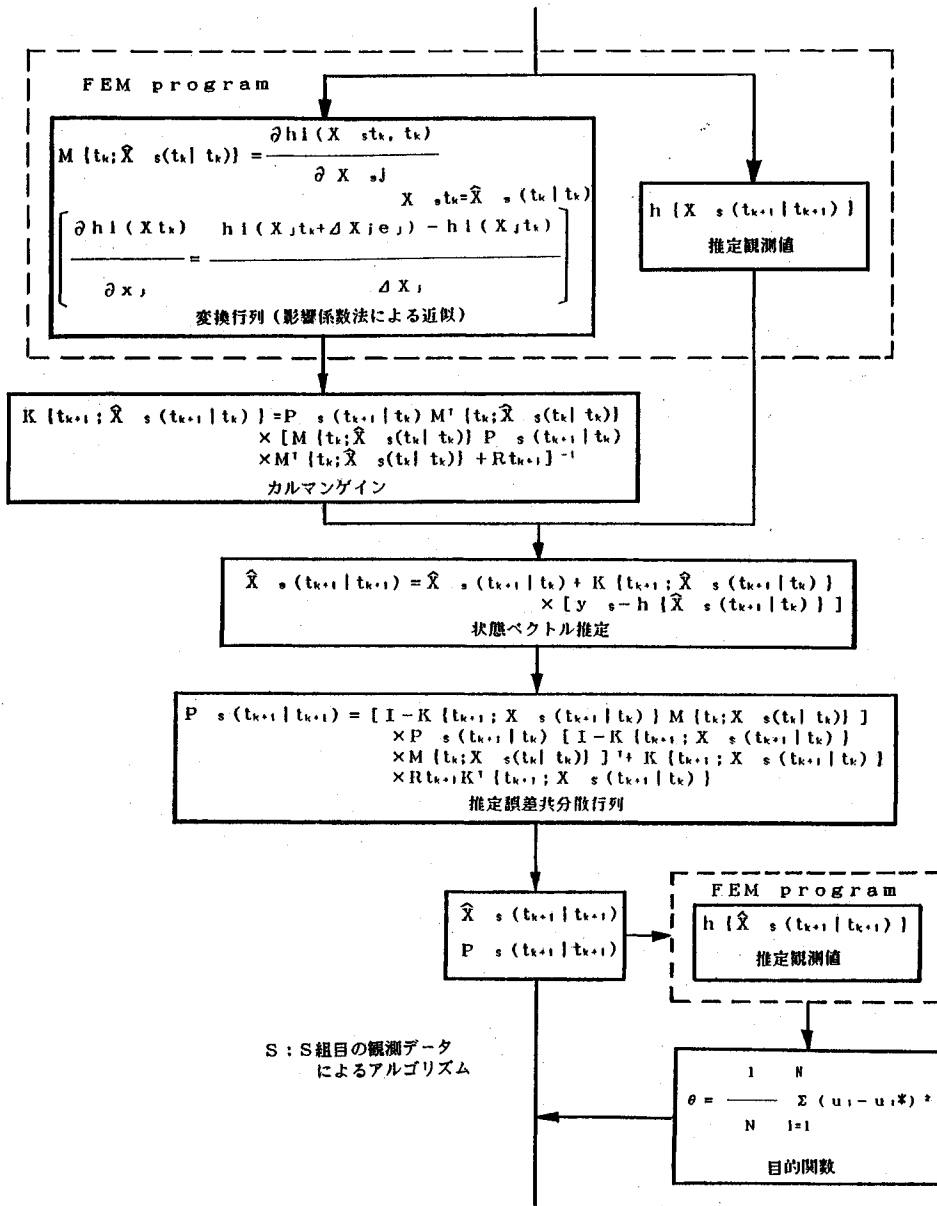 FEM program
∂hi(X stₖ, tₖ)
M{tₖ;X̂ s(tₖ|tₖ)} = ―――
∂ X s,j
X s,tₖ=X̂ s(tₖ|tₖ)
∂hi(Xtₖ) hi(Xⱼtₖ+ΔXⱼeⱼ)-hi(Xⱼtₖ)
=
∂xⱼ ΔXⱼ
変換行列(影響係数法による近似)
h{X s(tₖ₊₁|tₖ₊₁)}
推定観測値
K{tₖ₊₁;X̂ s(tₖ₊₁|tₖ)}=P s(tₖ₊₁|tₖ)Mᵀ{tₖ;X̂ s(tₖ|tₖ)}
×[M{tₖ;X̂ s(tₖ|tₖ)}P s(tₖ₊₁|tₖ)
×Mᵀ{tₖ;X̂ s(tₖ|tₖ)}+Rtₖ₊₁]⁻¹
カルマンゲイン
X̂ s(tₖ₊₁|tₖ₊₁)=X̂ s(tₖ₊₁|tₖ)+K{tₖ₊₁;X̂ s(tₖ₊₁|tₖ)}
×[y s-h{X̂ s(tₖ₊₁|tₖ)}]
状態ベクトル推定
P s(tₖ₊₁|tₖ₊₁)=[I-K{tₖ₊₁;X s(tₖ₊₁|tₖ)}M{tₖ;X s(tₖ|tₖ)}]
×P s(tₖ₊₁|tₖ)[I-K{tₖ₊₁;X s(tₖ₊₁|tₖ)}
×M{tₖ;X s(tₖ|tₖ)}]ᵀ+K{tₖ₊₁;X s(tₖ₊₁|tₖ)}
×Rtₖ₊₁Kᵀ{tₖ₊₁;X s(tₖ₊₁|tₖ)}
推定誤差共分散行列
X̂ s(tₖ₊₁|tₖ₊₁)
P s(tₖ₊₁|tₖ₊₁)
FEM program
h{X̂ s(tₖ₊₁|tₖ₊₁)}
推定観測値
S:S組目の観測データ
によるアルゴリズム
1 N
θ= ― Σ(uᵢ-uᵢ*)²
N i=1
目的関数